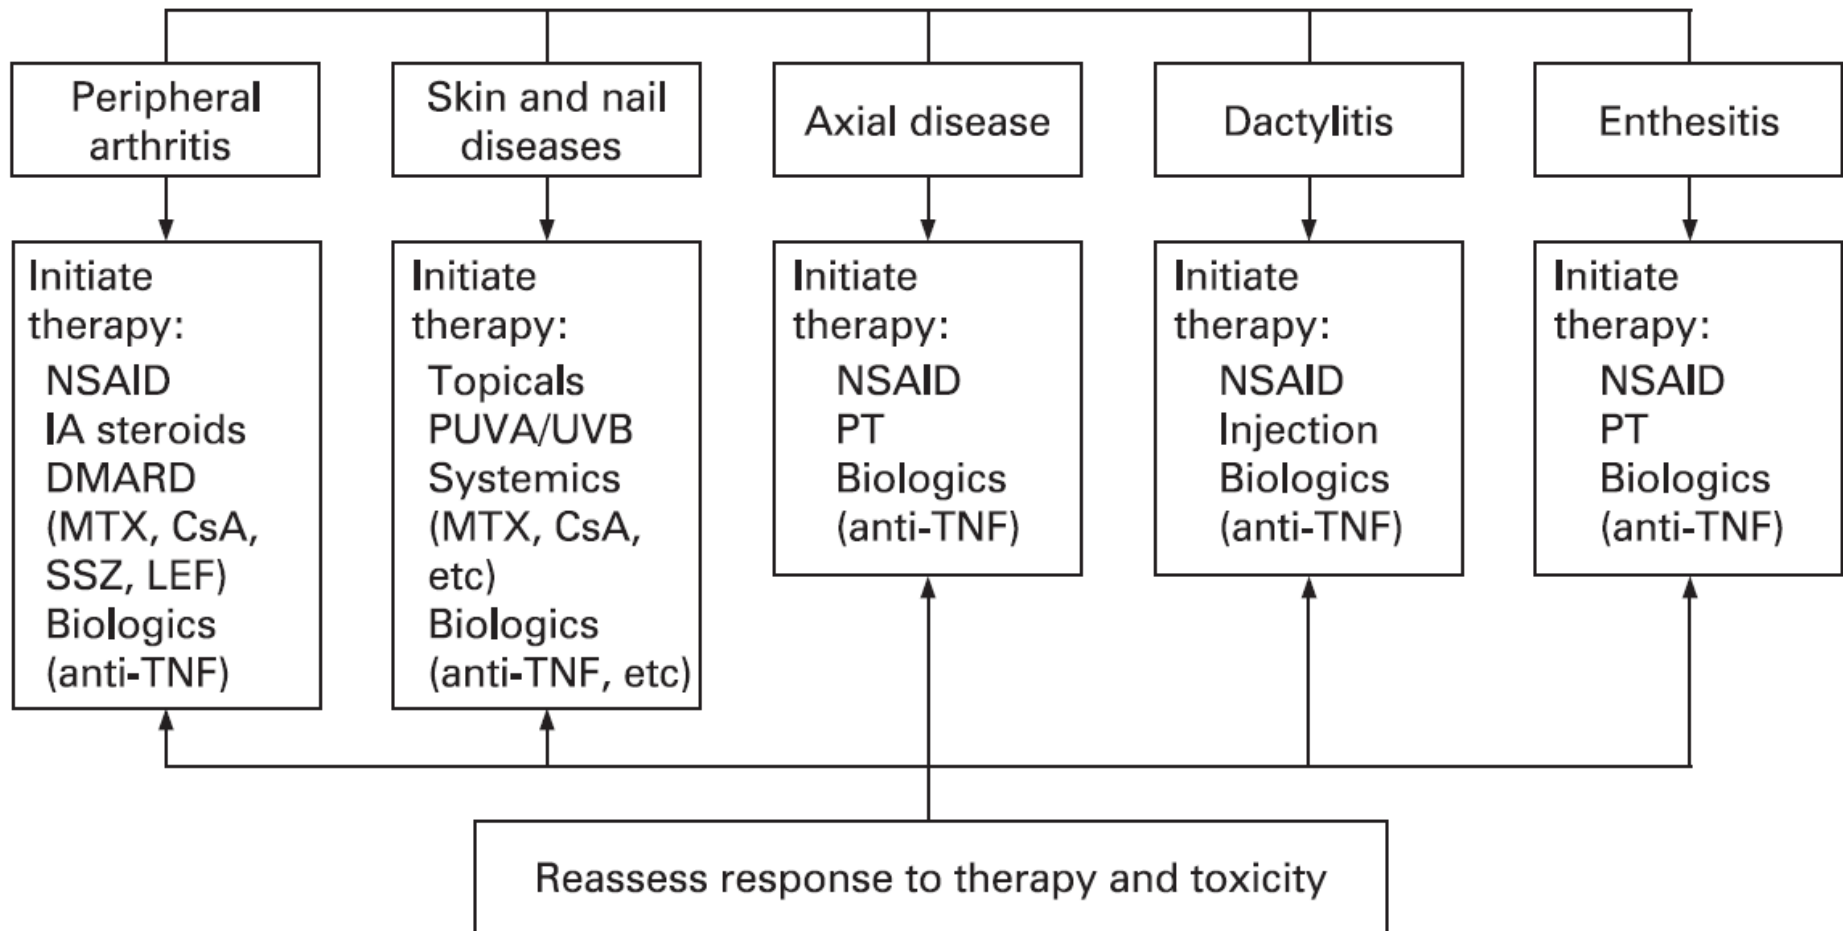 Peripheral
arthritis
Skin and nail
diseases
Axial disease
Dactylitis
Enthesitis
Initiate
therapy:
NSAID
IA steroids
DMARD
(MTX, CsA,
SSZ, LEF)
Biologics
(anti-TNF)
Initiate
therapy:
Topicals
PUVA/UVB
Systemics
(MTX, CsA,
etc)
Biologics
(anti-TNF, etc)
Initiate
therapy:
NSAID
PT
Biologics
(anti-TNF)
Initiate
therapy:
NSAID
Injection
Biologics
(anti-TNF)
Initiate
therapy:
NSAID
PT
Biologics
(anti-TNF)
Reassess response to therapy and toxicity